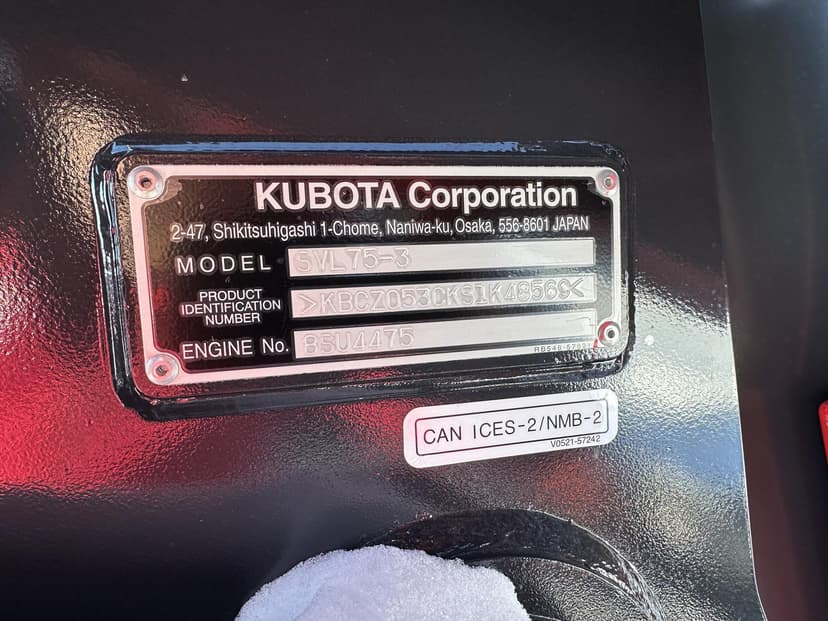 KUBOTA Corporation
2-47, Shikitsuhigashi 1-Chome, Naniwa-ku, Osaka, 556-8601 JAPAN
MODEL SVL75-3
PRODUCT
IDENTIFICATION
NUMBER
>KBCZ053CKS1K48569<
ENGINE No. 8SU4475
CAN ICES-2/NMB-2
V0521-57242